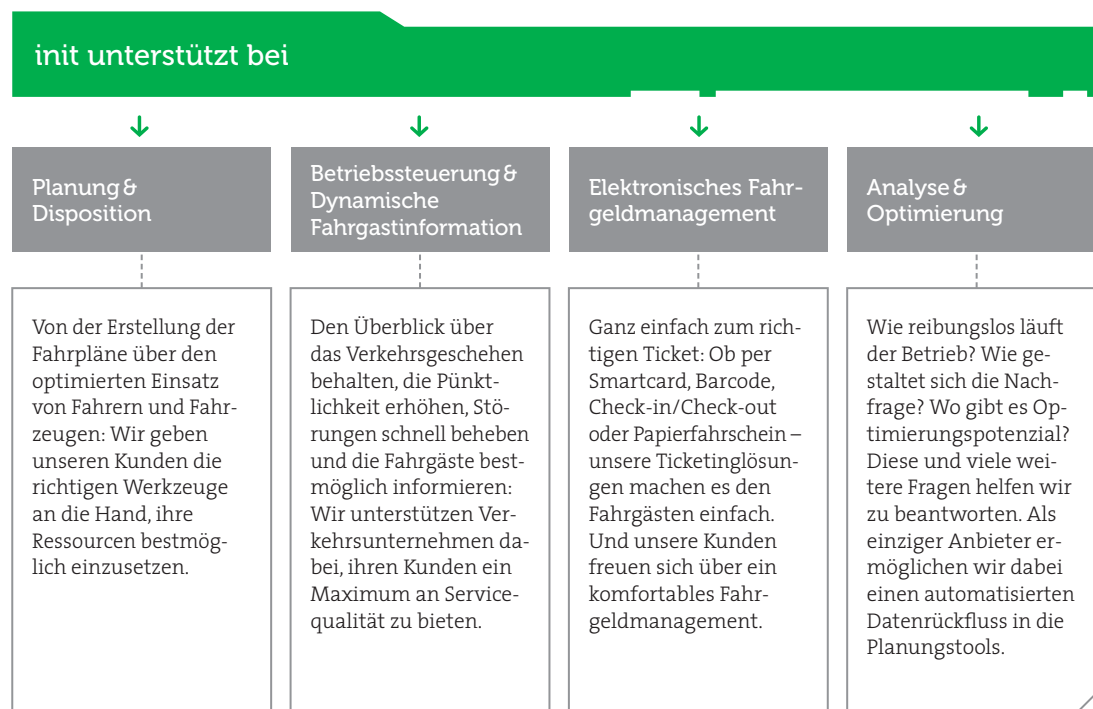 init unterstützt bei
Planung &
Disposition
Von der Erstellung der
Fahrpläne über den
optimierten Einsatz
von Fahrern und Fahr-
zeugen: Wir geben
unseren Kunden die
richtigen Werkzeuge
an die Hand, ihre
Ressourcen bestmög-
lich einzusetzen.
Betriebssteuerung &
Dynamische
Fahrgastinformation
Den Überblick über
das Verkehrsgeschehen
behalten, die Pünkt-
lichkeit erhöhen, Stö-
rungen schnell beheben
und die Fahrgäste best-
möglich informieren:
Wir unterstützen Ver-
kehrsunternehmen da-
bei, ihren Kunden ein
Maximum an Service-
qualität zu bieten.
Elektronisches Fahr-
geldmanagement
Ganz einfach zum rich-
tigen Ticket: Ob per
Smartcard, Barcode,
Check-in/Check-out
oder Papierfahrschein –
unsere Ticketinglösun-
gen machen es den
Fahrgästen einfach.
Und unsere Kunden
freuen sich über ein
komfortables Fahr-
geldmanagement.
Analyse &
Optimierung
Wie reibungslos läuft
der Betrieb? Wie ge-
staltet sich die Nach-
frage? Wo gibt es Op-
timierungspotenzial?
Diese und viele wei-
tere Fragen helfen wir
zu beantworten. Als
einziger Anbieter er-
möglichen wir dabei
einen automatisierten
Datenrückfluss in die
Planungstools.